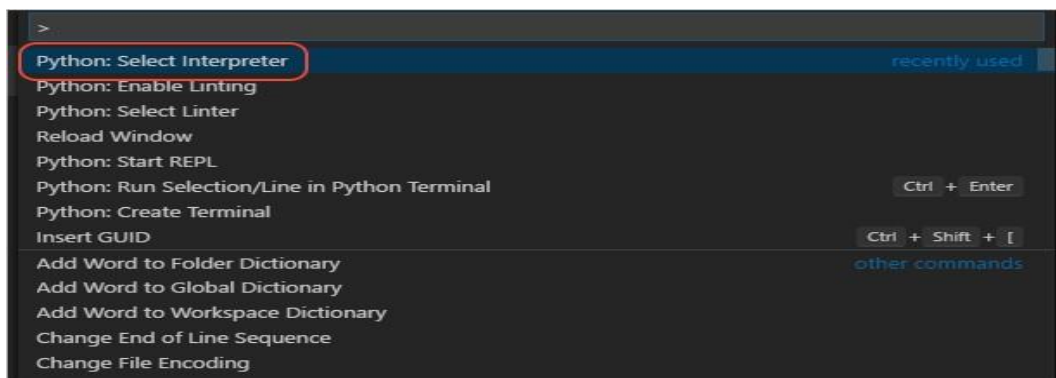 >
Python: Select Interpreter recently used
Python: Enable Linting
Python: Select Linter
Reload Window
Python: Start REPL
Python: Run Selection/Line in Python Terminal Ctrl + Enter
Python: Create Terminal
Insert GUID Ctrl + Shift + [
Add Word to Folder Dictionary other commands
Add Word to Global Dictionary
Add Word to Workspace Dictionary
Change End of Line Sequence
Change File Encoding